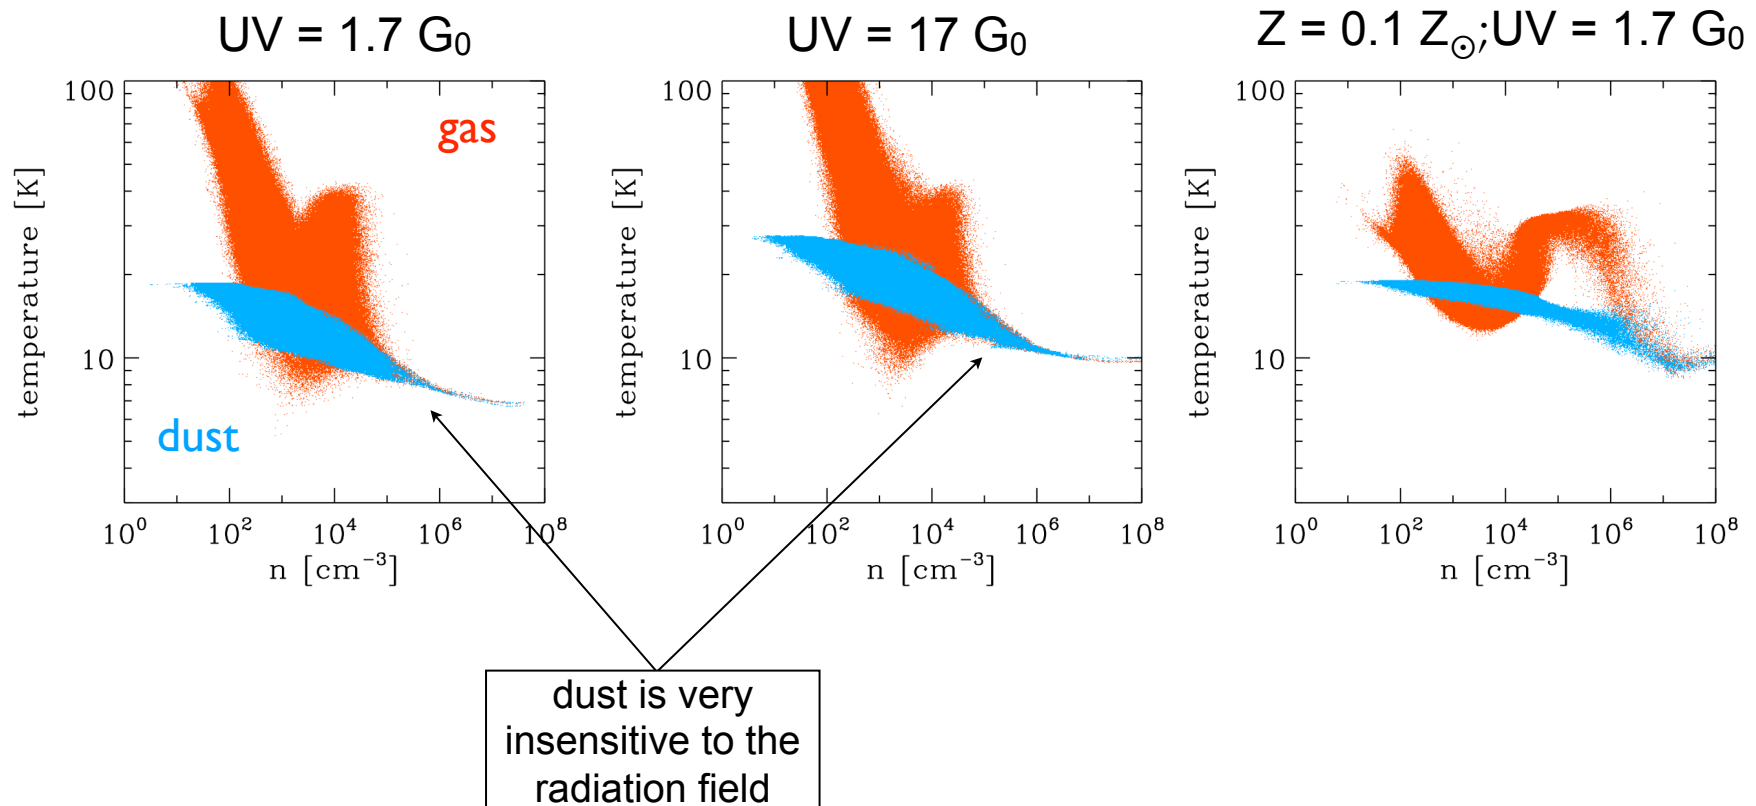 UV = 1.7 G₀
UV = 17 G₀
Z = 0.1 Z☉;UV = 1.7 G₀
100
10
temperature [K]
gas
dust
10⁰ 10² 10⁴ 10⁶ 10⁸
n [cm⁻³]
100
10
temperature [K]
10⁰ 10² 10⁴ 10⁶ 10⁸
n [cm⁻³]
100
10
temperature [K]
10⁰ 10² 10⁴ 10⁶ 10⁸
n [cm⁻³]
dust is very
insensitive to the
radiation field